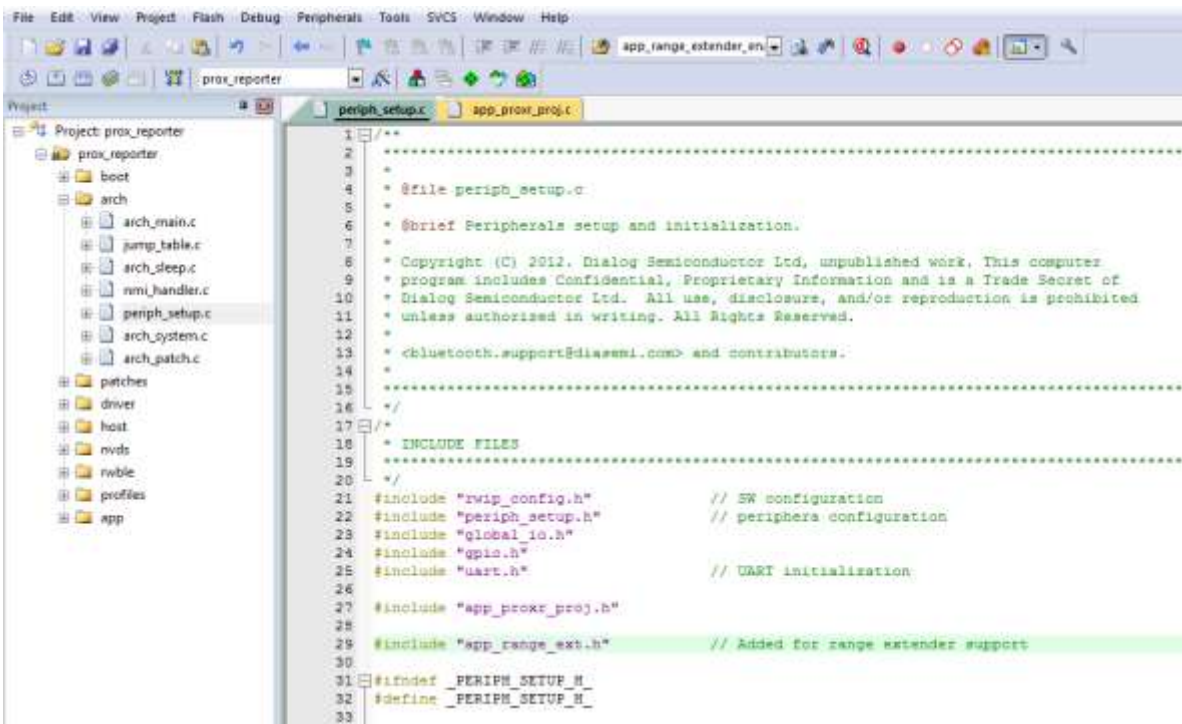 File Edit View Project Flash Debug Peripherals Tools SVCS Window Help
app_range_extender_en
prox_reporter
Project
periph_setup.c app_proxr_proj.c
Project: prox_reporter
prox_reporter
boot
arch
arch_main.c
jump_table.c
arch_sleep.c
nmi_handler.c
periph_setup.c
arch_system.c
arch_patch.c
patches
driver
host
nvds
rwble
profiles
app
1 /**
2 ****************************************************************************************
3 *
4 * @file periph_setup.c
5 *
6 * @brief Peripherals setup and initialization.
7 *
8 * Copyright (C) 2012. Dialog Semiconductor Ltd, unpublished work. This computer
9 * program includes Confidential, Proprietary Information and is a Trade Secret of
10 * Dialog Semiconductor Ltd. All use, disclosure, and/or reproduction is prohibited
11 * unless authorized in writing. All Rights Reserved.
12 *
13 * <bluetooth.support@diasemi.com> and contributors.
14 *
15 ****************************************************************************************
16 */
17 /*
18 * INCLUDE FILES
19 ****************************************************************************************
20 */
21 #include "rwip_config.h" // SW configuration
22 #include "periph_setup.h" // periphera configuration
23 #include "global_io.h"
24 #include "gpio.h"
25 #include "uart.h" // UART initialization
26
27 #include "app_proxr_proj.h"
28
29 #include "app_range_ext.h" // Added for range extender support
30
31 #ifndef _PERIPH_SETUP_H_
32 #define _PERIPH_SETUP_H_
33